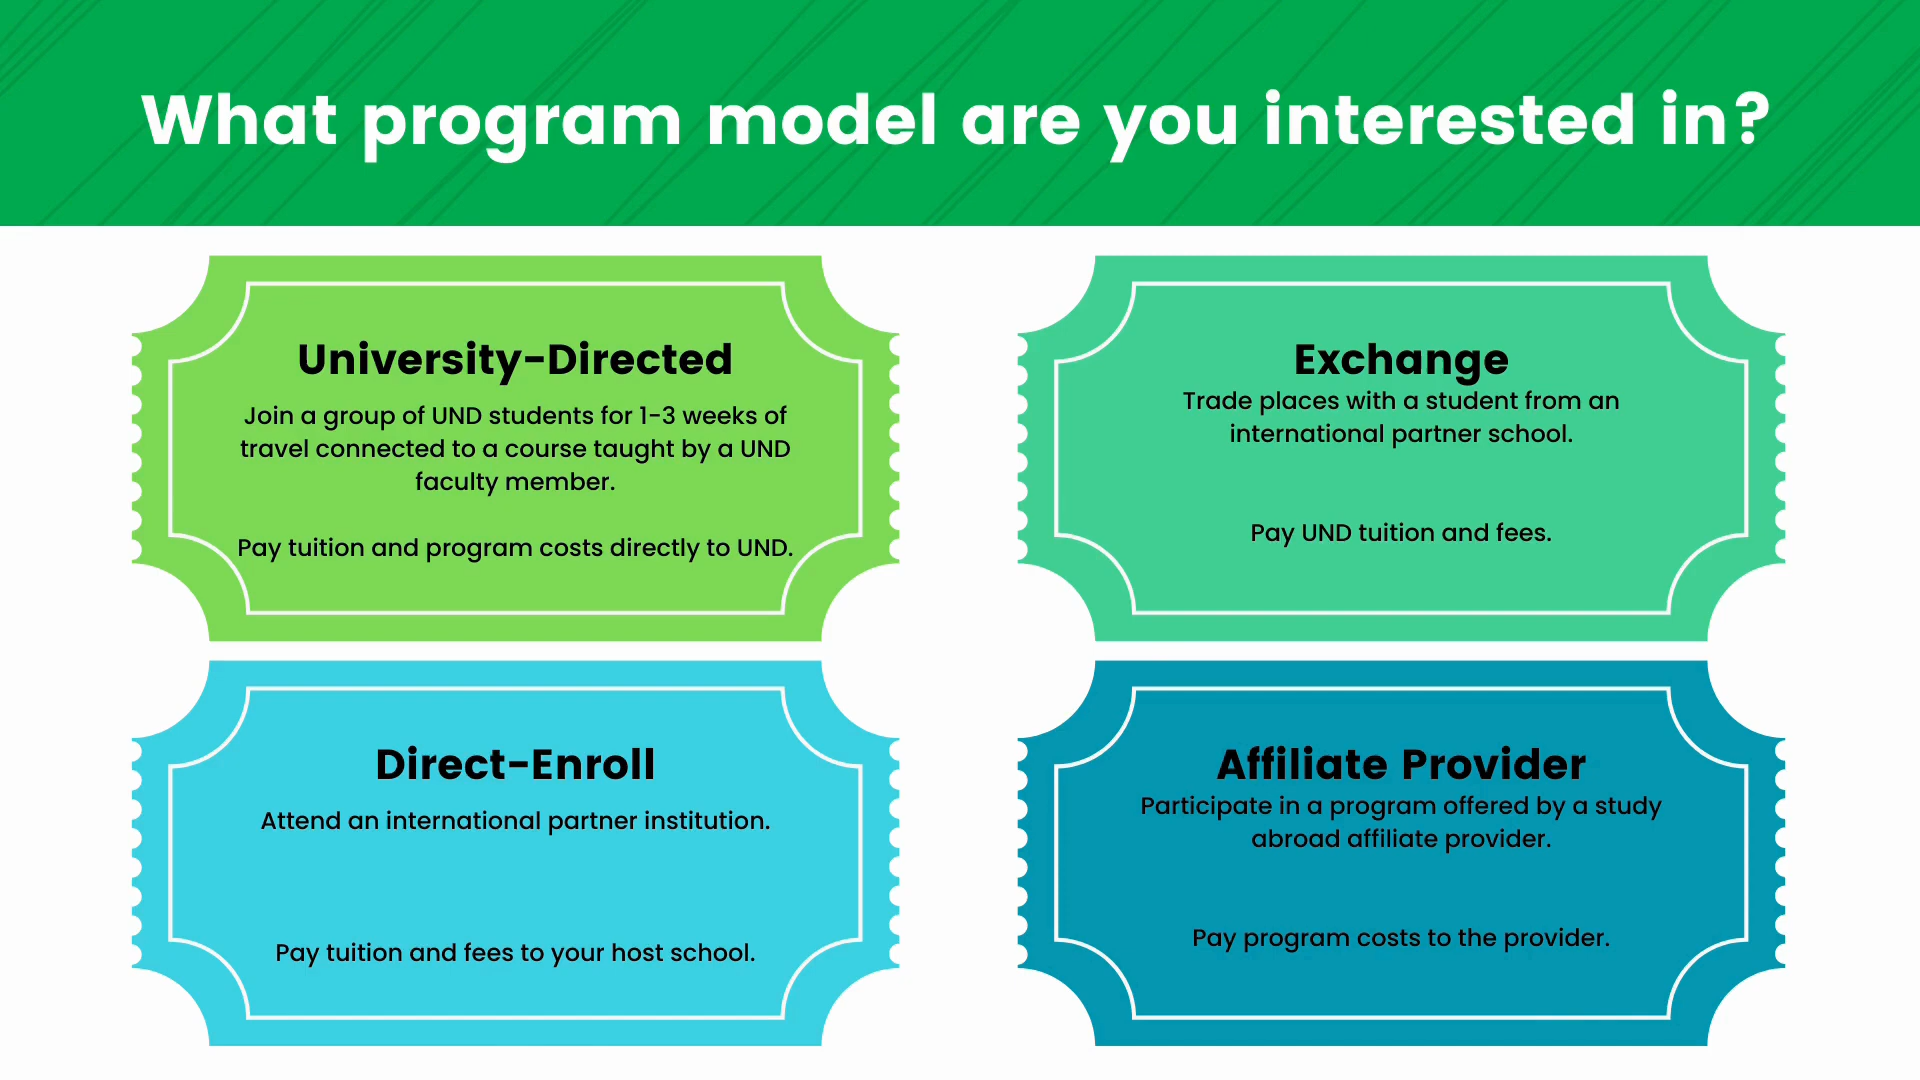 What program model are you interested in?
University-Directed
Join a group of UND students for 1-3 weeks of
travel connected to a course taught by a UND
faculty member.
Pay tuition and program costs directly to UND.
Exchange
Trade places with a student from an
international partner school.
Pay UND tuition and fees.
Direct-Enroll
Attend an international partner institution.
Pay tuition and fees to your host school.
Affiliate Provider
Participate in a program offered by a study
abroad affiliate provider.
Pay program costs to the provider.